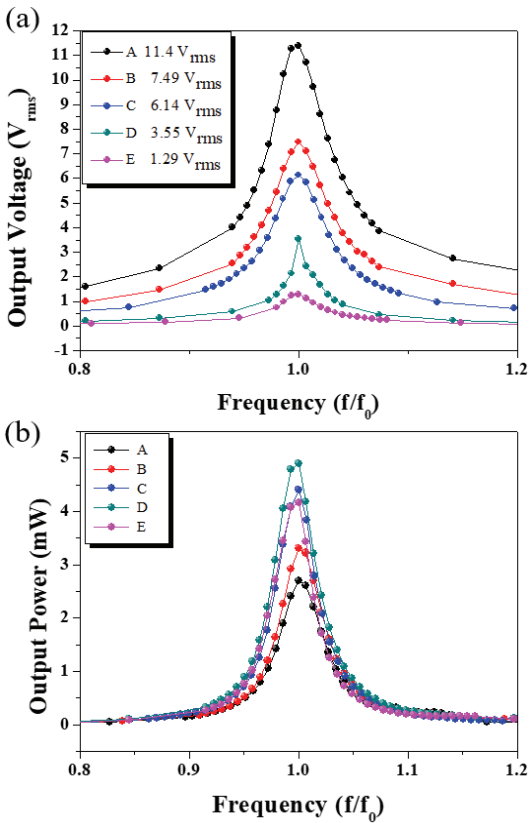 (a)
12
11
10
9
8
7
6
5
4
3
2
1
0
-1
Output Voltage (Vrms)
A 11.4 Vrms
B 7.49 Vrms
C 6.14 Vrms
D 3.55 Vrms
E 1.29 Vrms
0.8 1.0 1.2
Frequency (f/f0)
(b)
5
4
3
2
1
0
Output Power (mW)
A
B
C
D
E
0.8 0.9 1.0 1.1 1.2
Frequency (f/f0)